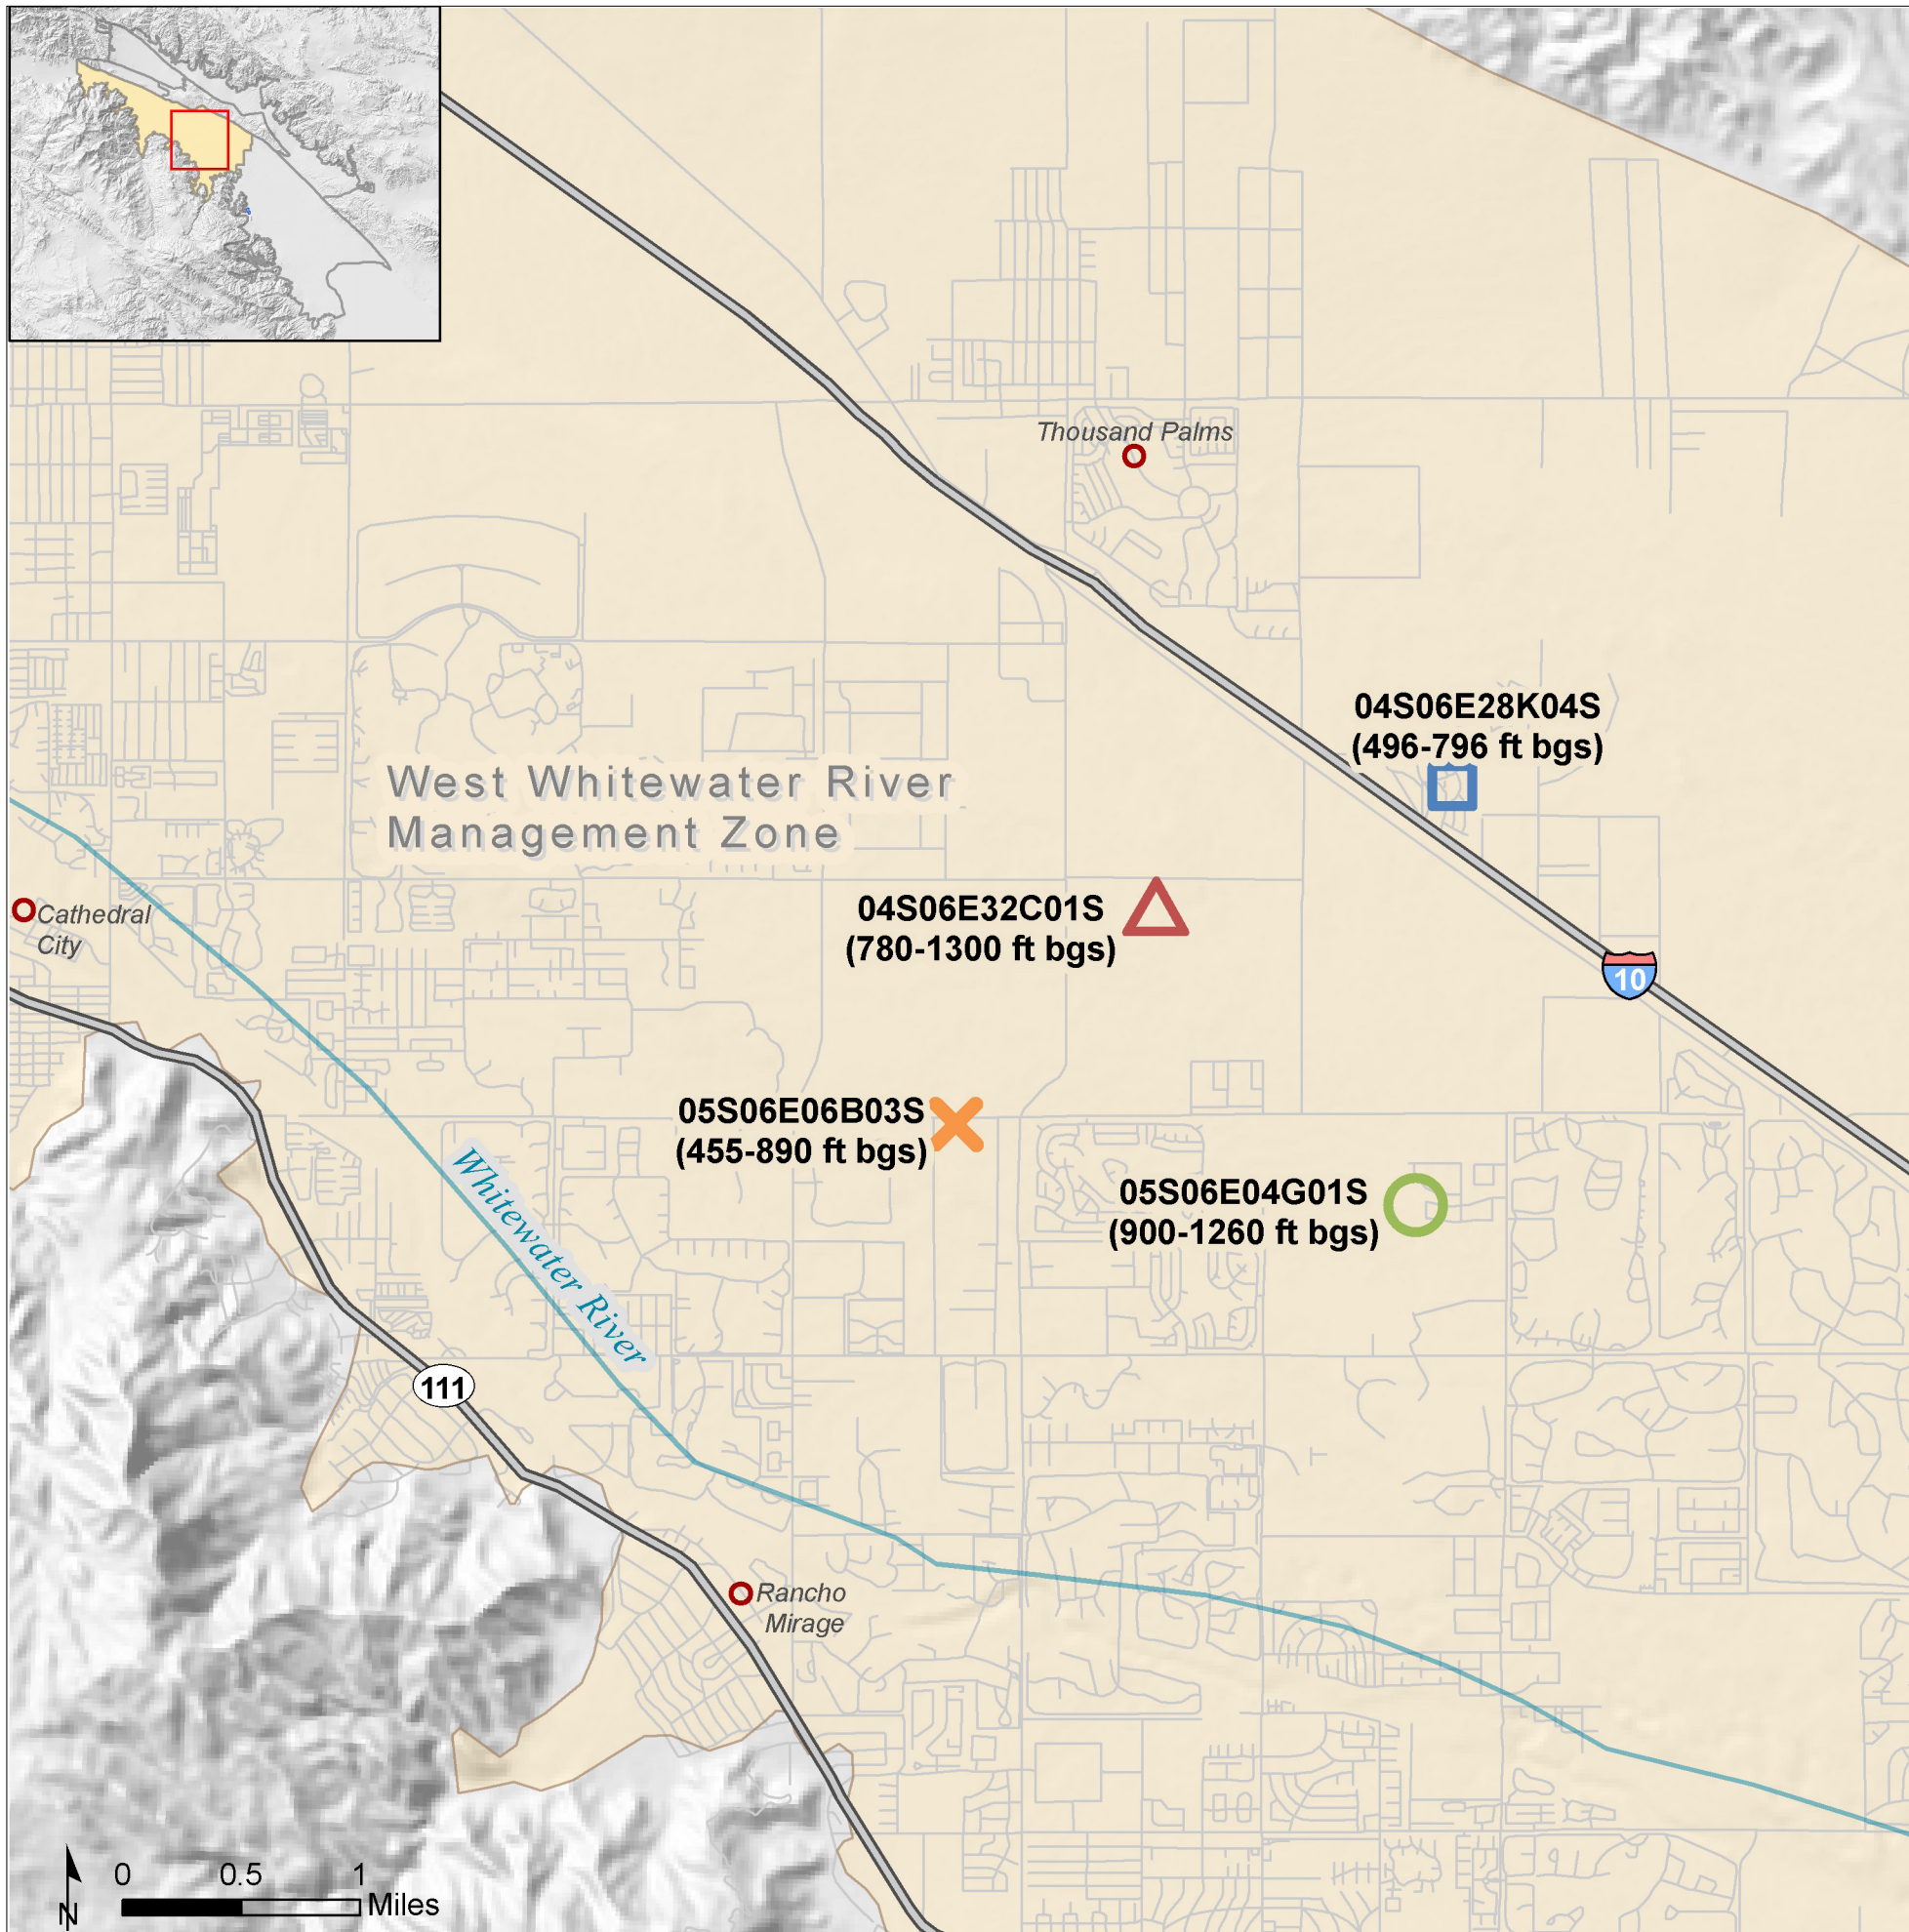 Thousand Palms
04S06E28K04S
(496-796 ft bgs)
West Whitewater River
Management Zone
04S06E32C01S
(780-1300 ft bgs)
Cathedral
City
10
05S06E06B03S
(455-890 ft bgs)
Whitewater River
05S06E04G01S
(900-1260 ft bgs)
111
Rancho
Mirage
N
0 0.5 1
Miles